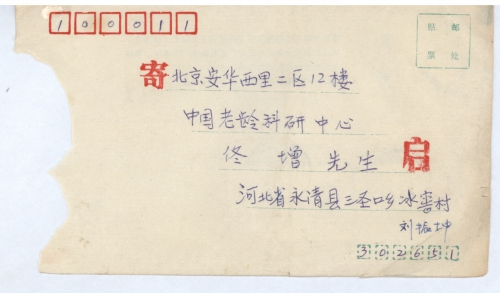 100011
贴邮
票处
寄北京安华西里二区12楼
中国老龄科研中心
佟增先生 启
河北省永清县三圣口乡冰窖村
刘振坤
302651